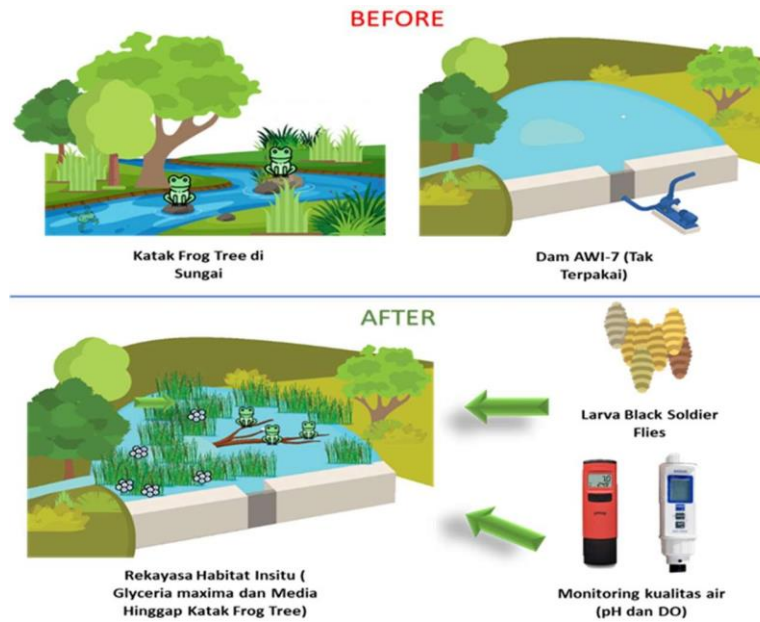 BEFORE
Katak Frog Tree di
Sungai
Dam AWI-7 (Tak
Terpakai)
AFTER
Larva Black Soldier
Flies
Rekayasa Habitat Insitu (
Glyceria maxima dan Media
Hinggap Katak Frog Tree)
Monitoring kualitas air
(pH dan DO)